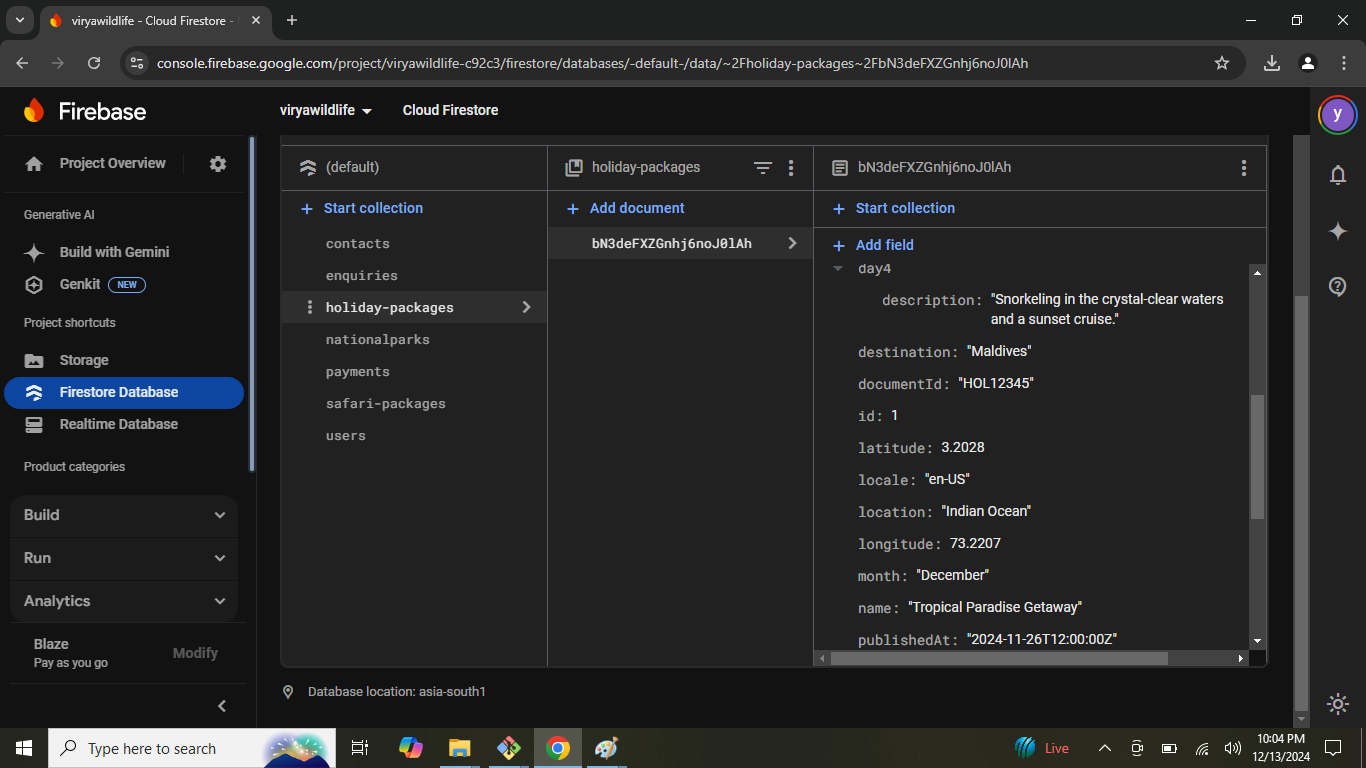 viryawildlife - Cloud Firestore -
console.firebase.google.com/project/viryawildlife-c92c3/firestore/databases/-default-/data/~2Fholiday-packages~2FbN3deFXZGnhj6noJ0lAh
Firebase
viryawildlife
Cloud Firestore
y
Project Overview
Generative AI
Build with Gemini
Genkit NEW
Project shortcuts
Storage
Firestore Database
Realtime Database
Product categories
Build
Run
Analytics
Blaze
Pay as you go
Modify
(default)
Start collection
contacts
enquiries
holiday-packages
nationalparks
payments
safari-packages
users
holiday-packages
Add document
bN3deFXZGnhj6noJ0lAh
bN3deFXZGnhj6noJ0lAh
Start collection
Add field
day4
description: "Snorkeling in the crystal-clear waters
and a sunset cruise."
destination: "Maldives"
documentId: "HOL12345"
id: 1
latitude: 3.2028
locale: "en-US"
location: "Indian Ocean"
longitude: 73.2207
month: "December"
name: "Tropical Paradise Getaway"
publishedAt: "2024-11-26T12:00:00Z"
Database location: asia-south1
Type here to search
Live
10:04 PM
12/13/2024